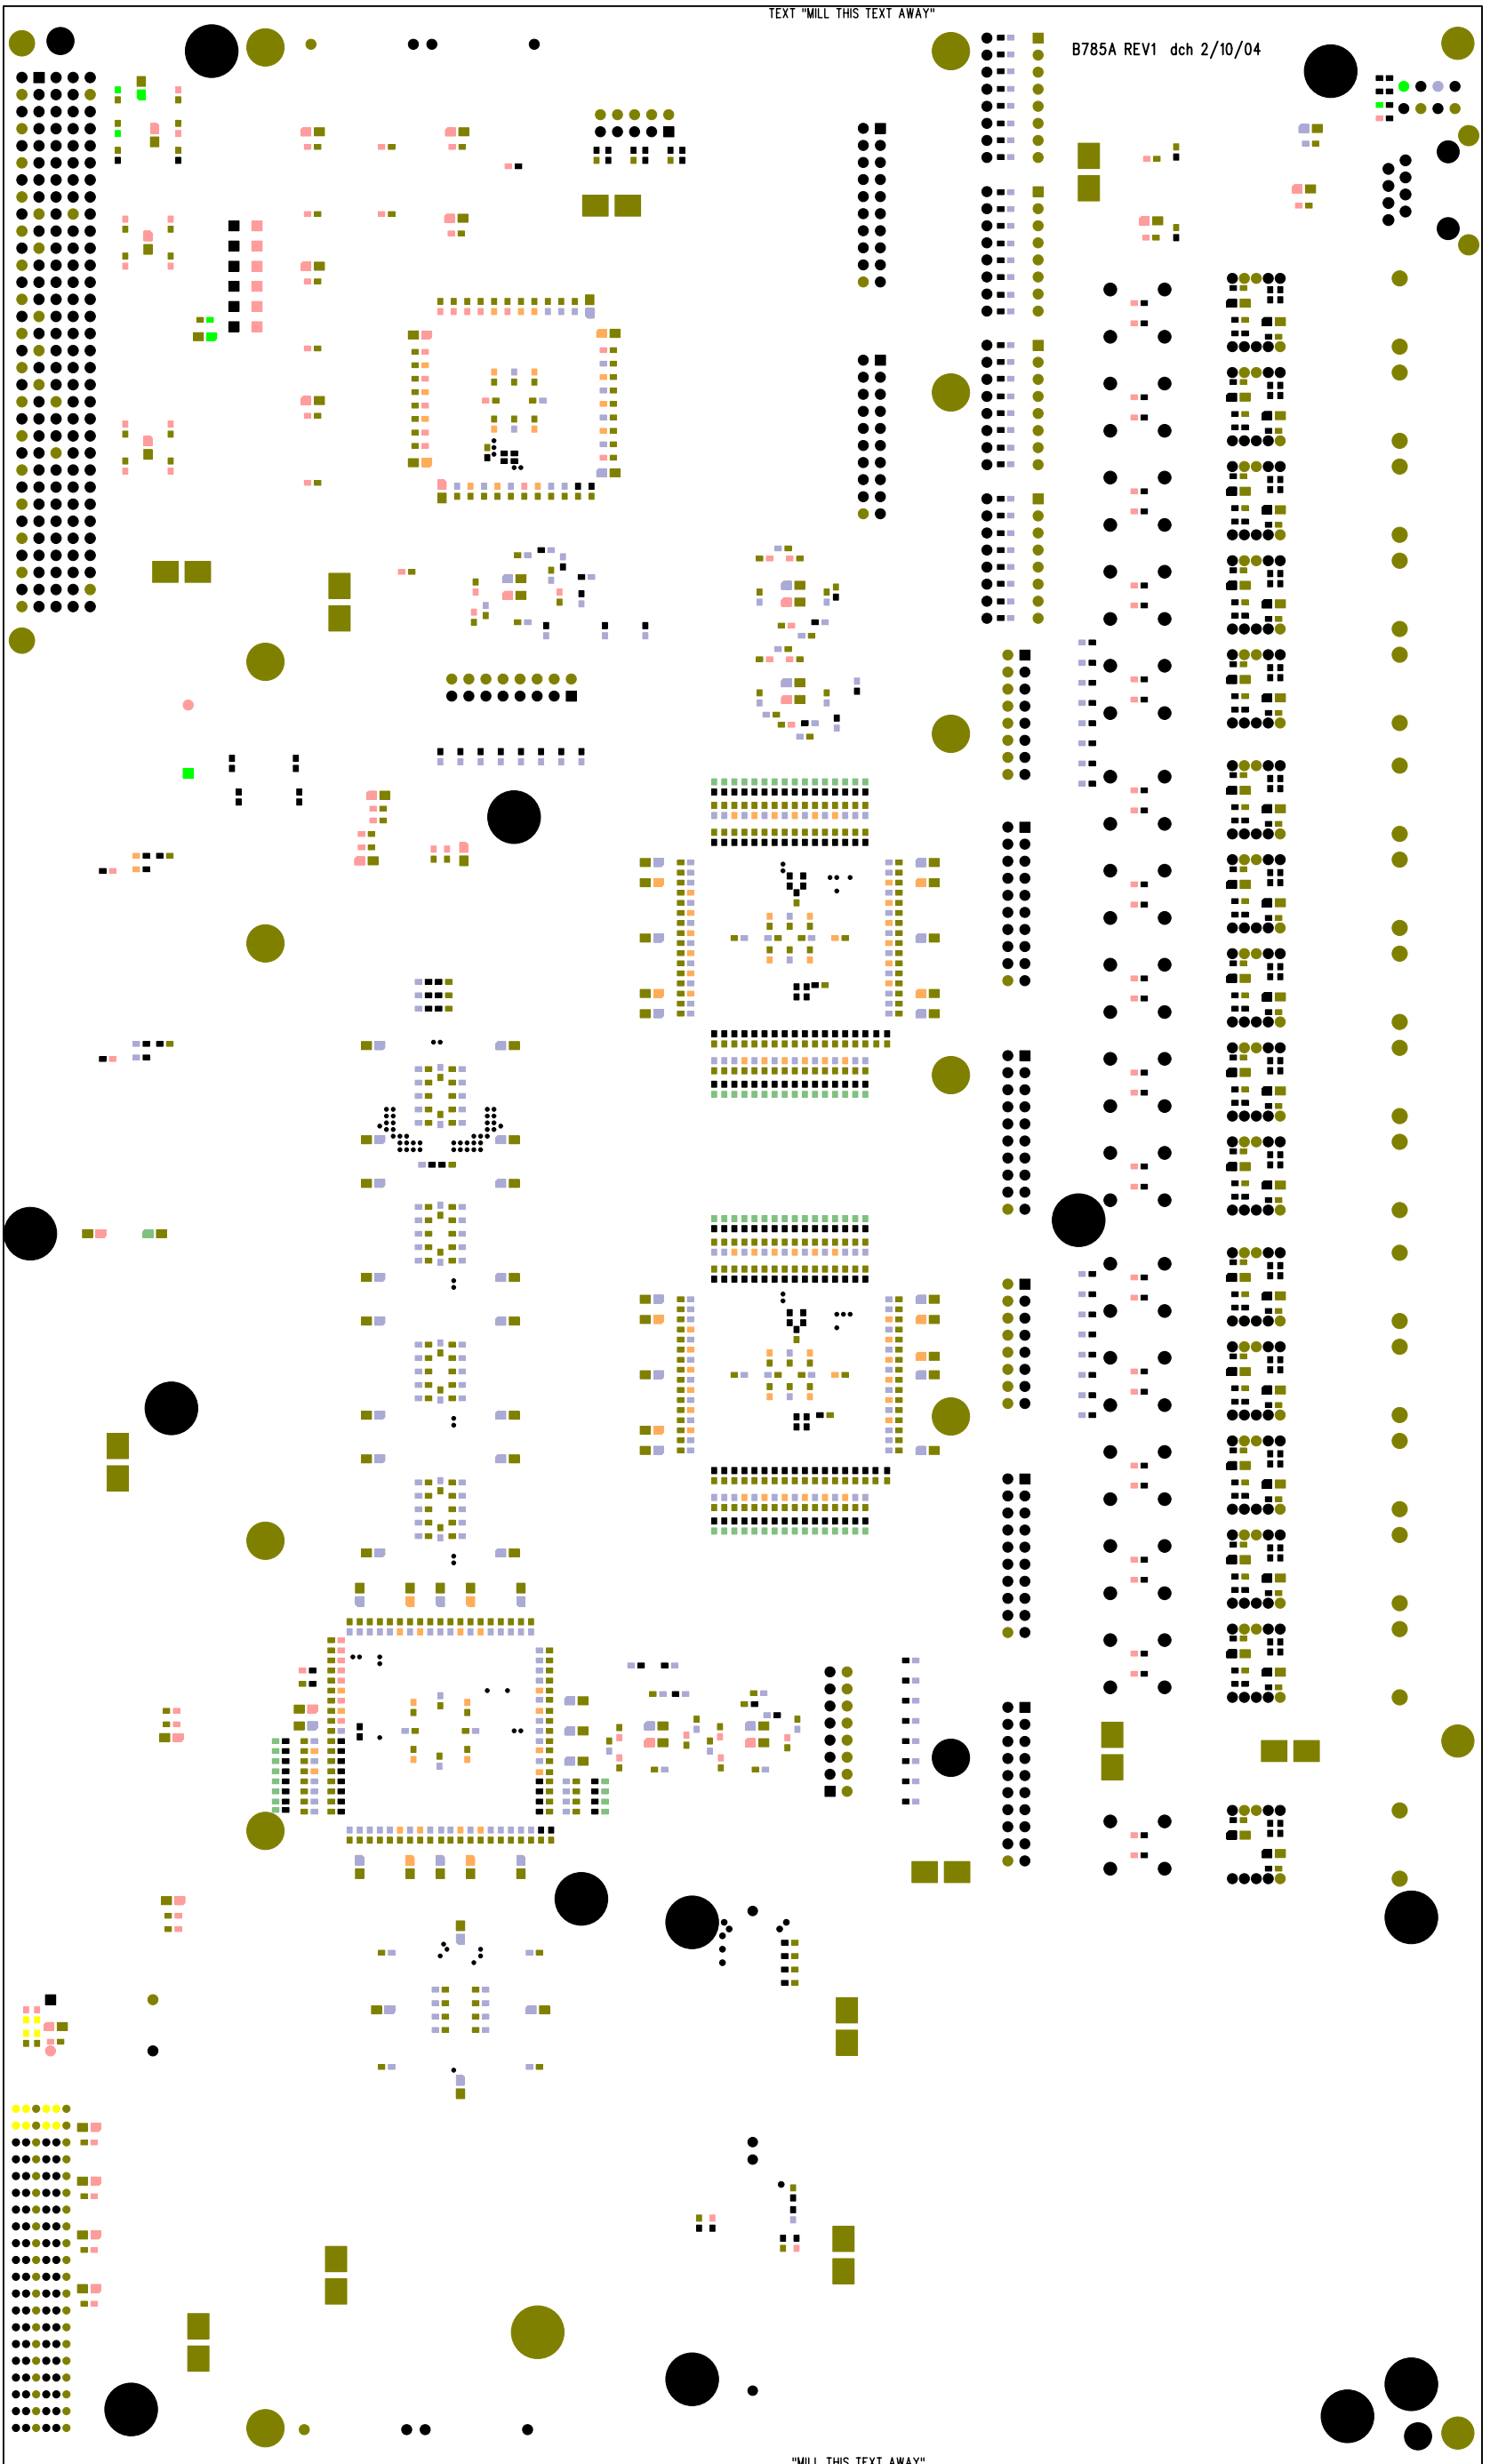 TEXT "MILL THIS TEXT AWAY"
B785A REV1 dch 2/10/04
"MILL THIS TEXT AWAY"